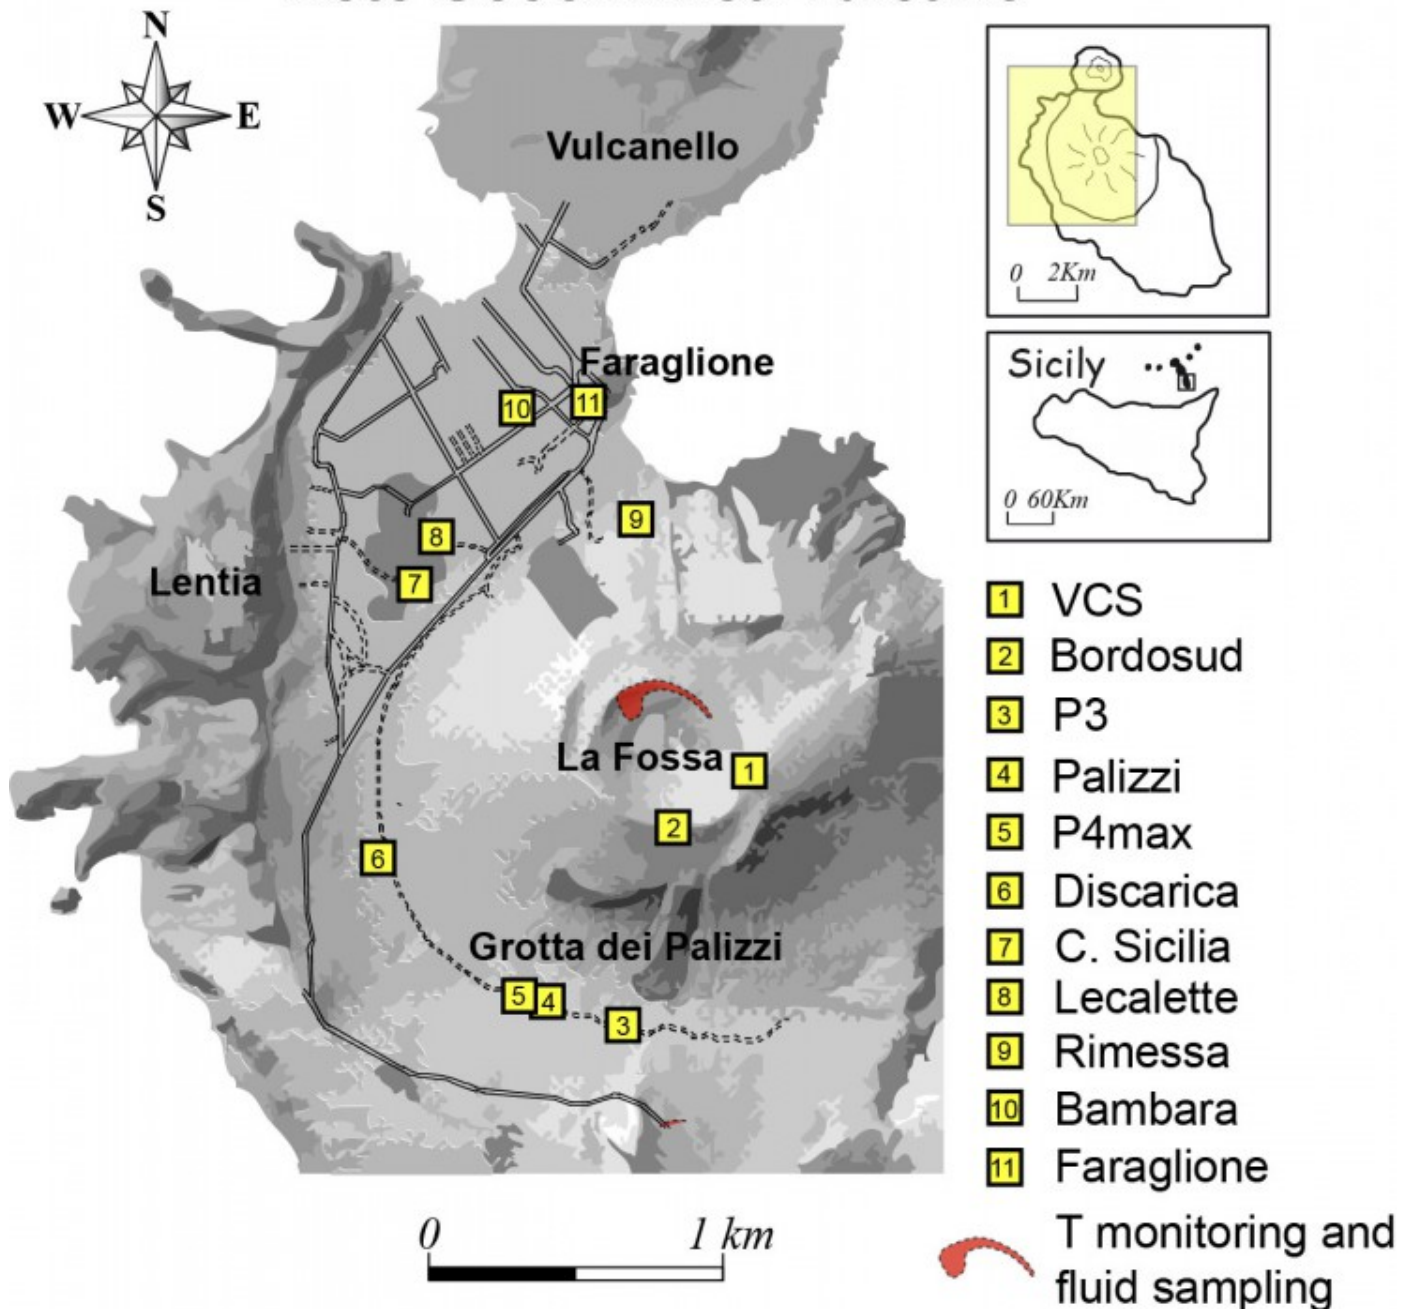 N
W
E
S
Vulcanello
Faraglione
10
11
9
8
7
Lentia
La Fossa
1
2
6
Grotta dei Palizzi
5
4
3
0 1 km
0 2Km
Sicily
0 60Km
1 VCS
2 Bordosud
3 P3
4 Palizzi
5 P4max
6 Discarica
7 C. Sicilia
8 Lecalette
9 Rimessa
10 Bambara
11 Faraglione
T monitoring and
fluid sampling